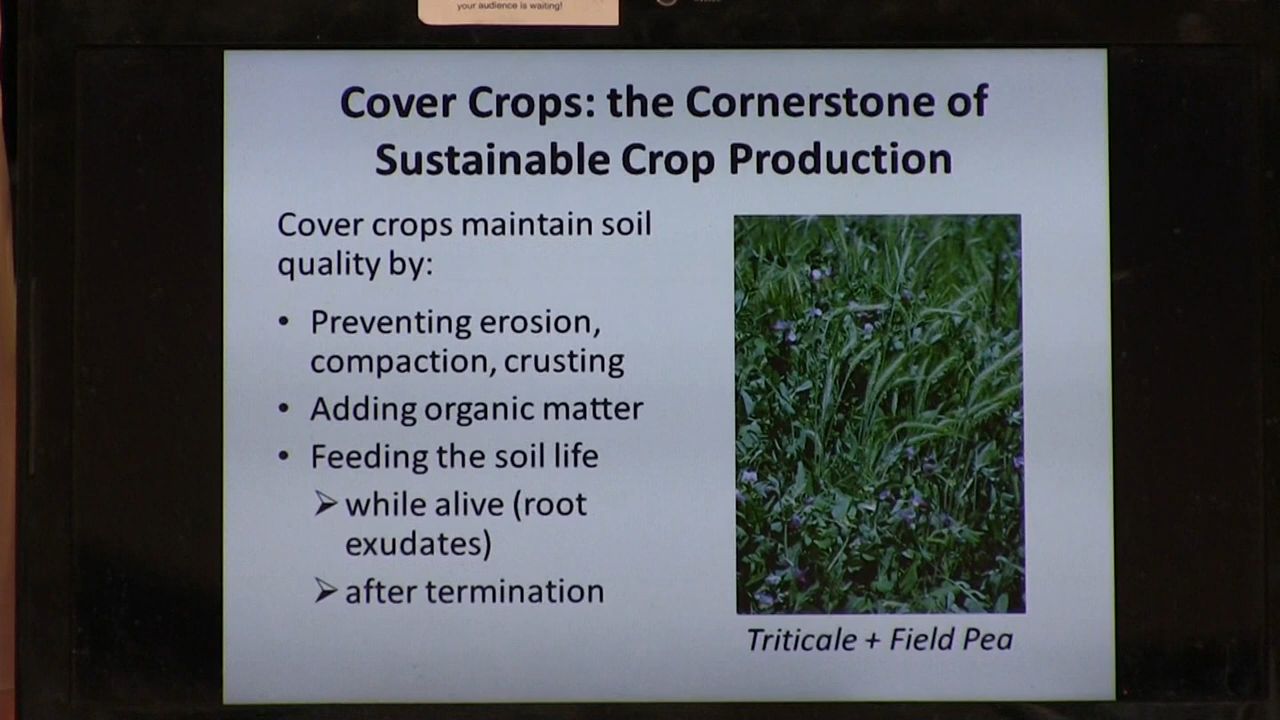 your audience is waiting!
Cover Crops: the Cornerstone of
Sustainable Crop Production
Cover crops maintain soil
quality by:
• Preventing erosion,
compaction, crusting
• Adding organic matter
• Feeding the soil life
➢ while alive (root
exudates)
➢ after termination
Triticale + Field Pea